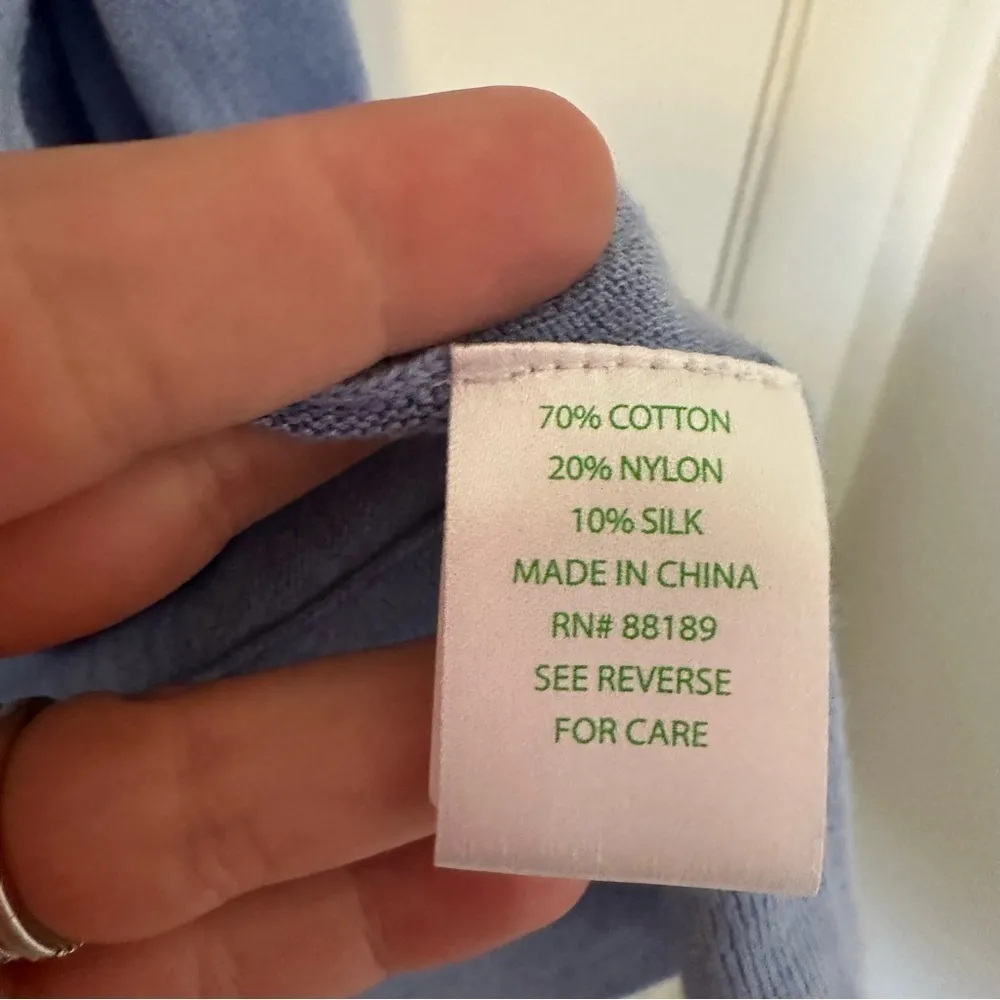 70% COTTON
20% NYLON
10% SILK
MADE IN CHINA
RN# 88189
SEE REVERSE
FOR CARE